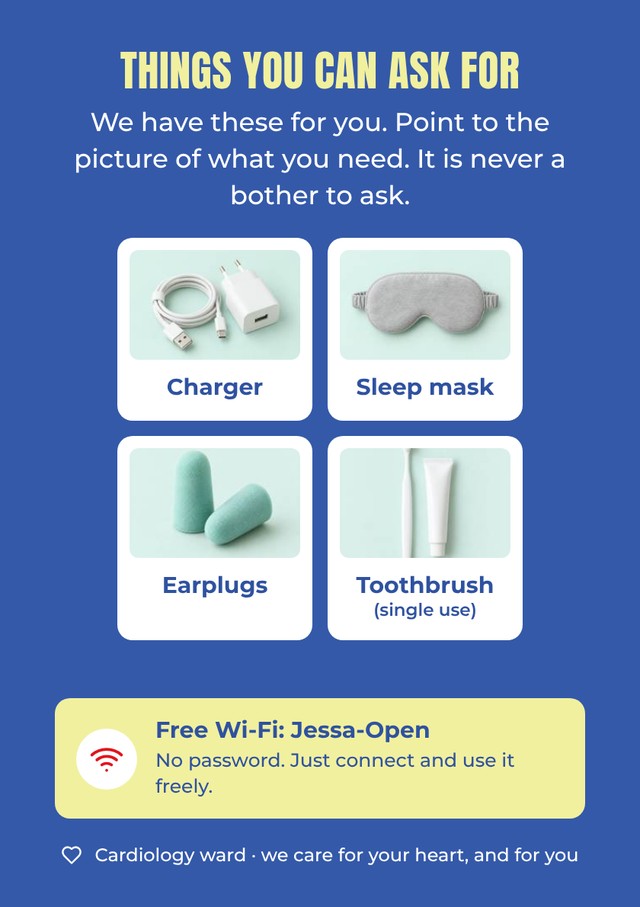 THINGS YOU CAN ASK FOR
We have these for you. Point to the
picture of what you need. It is never a
bother to ask.
Charger
Sleep mask
Earplugs
Toothbrush
(single use)
Free Wi-Fi: Jessa-Open
No password. Just connect and use it
freely.
Cardiology ward · we care for your heart, and for you